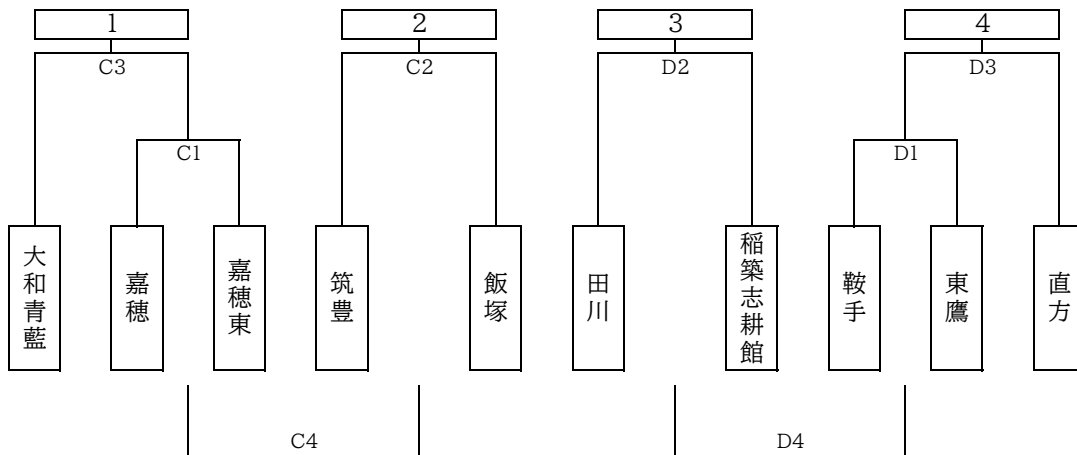 1 2 3 4
C3 C2 D2 D3
C1 D1
大和青藍
嘉穂
嘉穂東
筑豊
飯塚
田川
稲築志耕館
鞍手
東鷹
直方
C4 D4